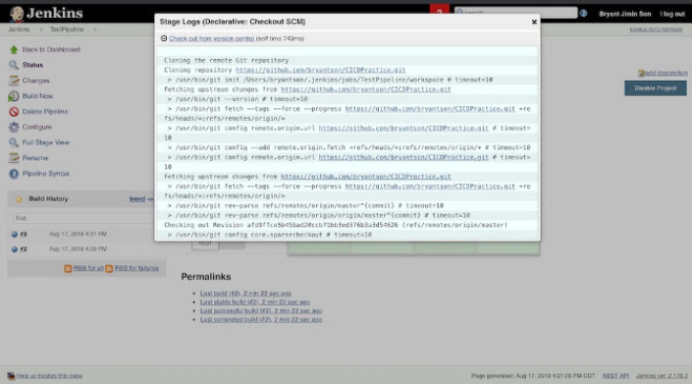 Jenkins
Bryant Jimin Son
log out
Jenkins
TestPipeline
Back to Dashboard
Status
Changes
Build Now
Delete Pipeline
Configure
Full Stage View
Rename
Pipeline Syntax
Build History
trend
find
#3 Aug 17, 2019 4:21 PM
#2 Aug 17, 2019 4:20 PM
RSS for all RSS for failures
Stage Logs (Declarative: Checkout SCM)
Check out from version control (self time 740ms)
Cloning the remote Git repository
Cloning repository https://github.com/bryantson/CICDPractice.git
> /usr/bin/git init /Users/bryantson/.jenkins/jobs/TestPipeline/workspace # timeout=10
Fetching upstream changes from https://github.com/bryantson/CICDPractice.git
> /usr/bin/git --version # timeout=10
> /usr/bin/git fetch --tags --force --progress https://github.com/bryantson/CICDPractice.git +re
fs/heads/*:refs/remotes/origin/*
> /usr/bin/git config remote.origin.url https://github.com/bryantson/CICDPractice.git # timeout=
10
> /usr/bin/git config --add remote.origin.fetch +refs/heads/*:refs/remotes/origin/* # timeout=10
> /usr/bin/git config remote.origin.url https://github.com/bryantson/CICDPractice.git # timeout=
10
Fetching upstream changes from https://github.com/bryantson/CICDPractice.git
> /usr/bin/git fetch --tags --force --progress https://github.com/bryantson/CICDPractice.git +re
fs/heads/*:refs/remotes/origin/*
> /usr/bin/git rev-parse refs/remotes/origin/master^{commit} # timeout=10
> /usr/bin/git rev-parse refs/remotes/origin/origin/master^{commit} # timeout=10
Checking out Revision (refs/remotes/origin/master)
> /usr/bin/git config core.sparsecheckout # timeout=10
add description
Disable Project
Permalinks
Last build (#2), 2 min 22 sec ago
Last stable build (#2), 2 min 22 sec ago
Last successful build (#2), 2 min 22 sec ago
Last completed build (#2), 2 min 22 sec ago
Help us localize this page
Page generated: Aug 17, 2019 4:21:28 PM CDT REST API Jenkins ver. 2.176.2